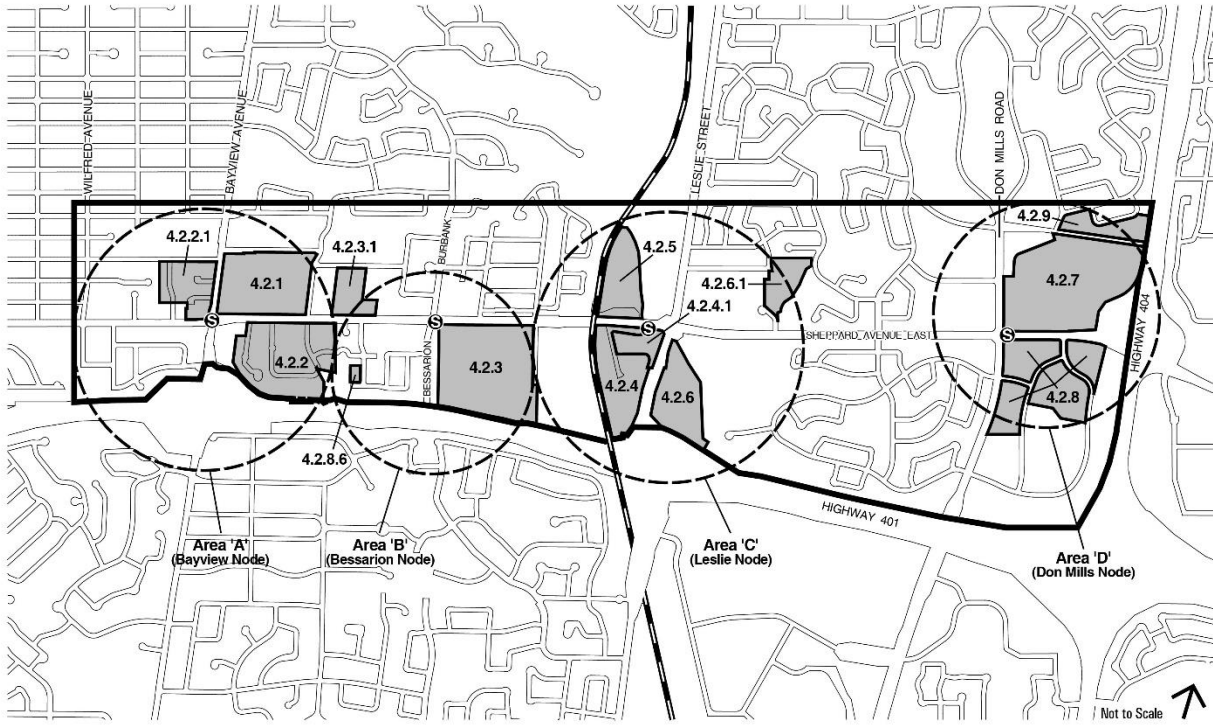 WILFRED AVENUE
BAYVIEW AVENUE
BURBANK
LESLIE STREET
DON MILLS ROAD
4.2.9
4.2.2.1
4.2.3.1
4.2.5
4.2.7
4.2.1
4.2.6.1
4.2.4.1
S
S
S
S
SHEPPARD AVENUE EAST
HIGHWAY 404
4.2.2
4.2.3
4.2.4
4.2.6
4.2.8
BESSARION
4.2.8.6
HIGHWAY 401
Area 'A'
(Bayview Node)
Area 'B'
(Bessarion Node)
Area 'C'
(Leslie Node)
Area 'D'
(Don Mills Node)
Not to Scale